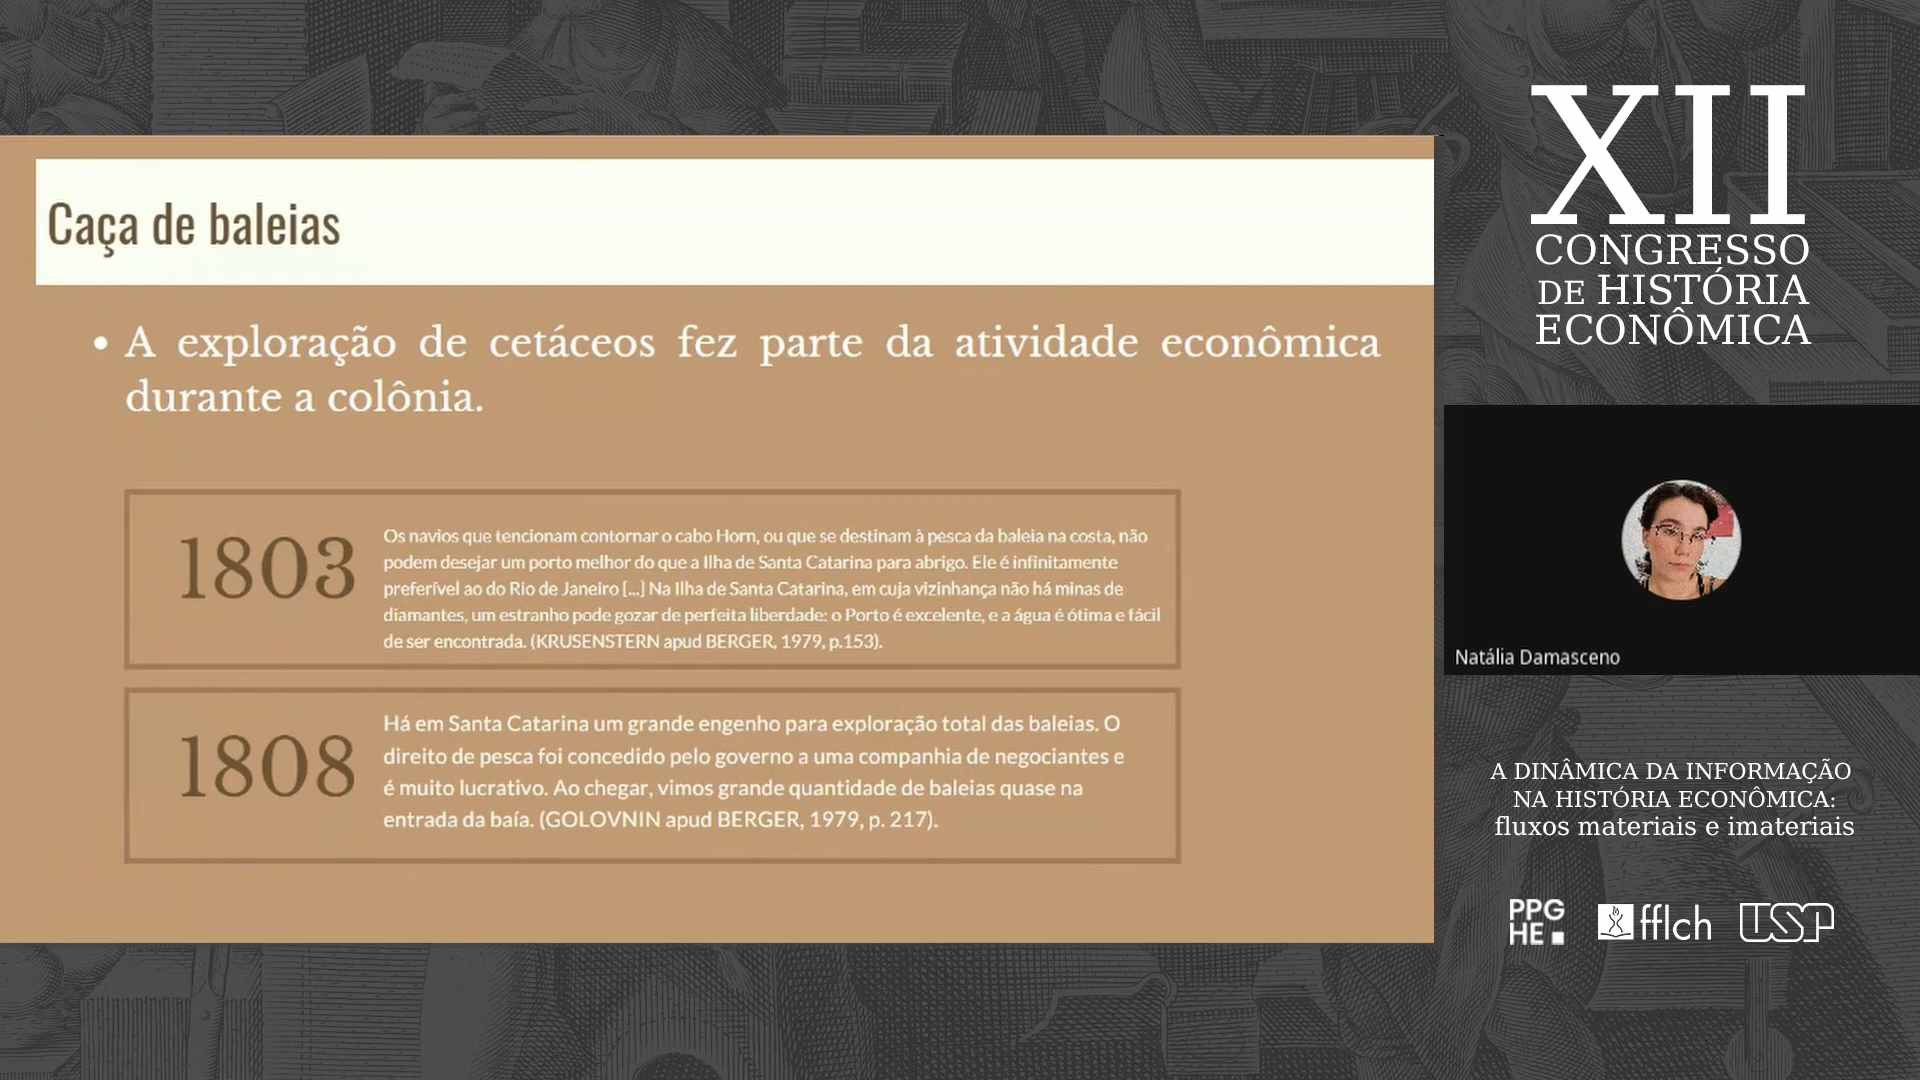 Caça de baleias
• A exploração de cetáceos fez parte da atividade econômica
durante a colônia.
1803
Os navios que tencionam contornar o cabo Horn, ou que se destinam à pesca da baleia na costa, não
podem desejar um porto melhor do que a Ilha de Santa Catarina para abrigo. Ele é infinitamente
preferível ao do Rio de Janeiro [...] Na Ilha de Santa Catarina, em cuja vizinhança não há minas de
diamantes, um estranho pode gozar de perfeita liberdade: o Porto é excelente, e a água é ótima e fácil
de ser encontrada. (KRUSENSTERN apud BERGER, 1979, p.153).
1808
Há em Santa Catarina um grande engenho para exploração total das baleias. O
direito de pesca foi concedido pelo governo a uma companhia de negociantes e
é muito lucrativo. Ao chegar, vimos grande quantidade de baleias quase na
entrada da baía. (GOLOVNIN apud BERGER, 1979, p. 217).
XII
CONGRESSO
DE HISTÓRIA
ECONÔMICA
Natália Damasceno
A DINÂMICA DA INFORMAÇÃO
NA HISTÓRIA ECONÔMICA:
fluxos materiais e imateriais
PPG
HE
fflch
USP